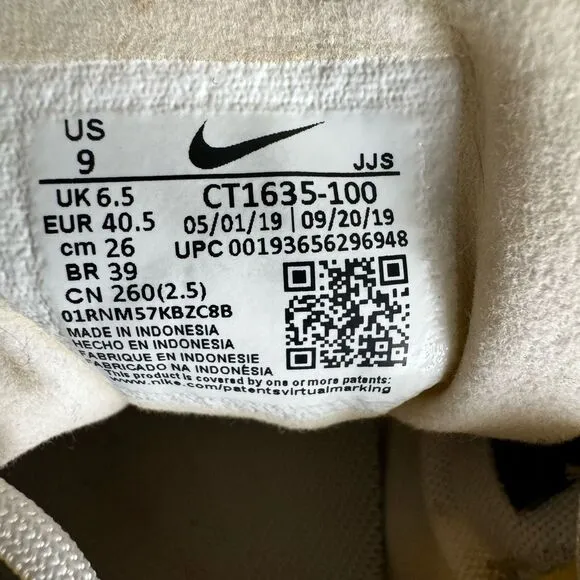 US
9
JJS
UK 6.5
CT1635-100
EUR 40.5
05/01/19 | 09/20/19
cm 26
UPC 00193656296948
BR 39
CN 260(2.5)
01RNM57KBZC8B
MADE IN INDONESIA
HECHO EN INDONESIA
FABRIQUE EN INDONESIE
FABRICADO NA INDONÉSIA
This product is covered by one or more patents:
www.nike.com/patentsvirtualmarking